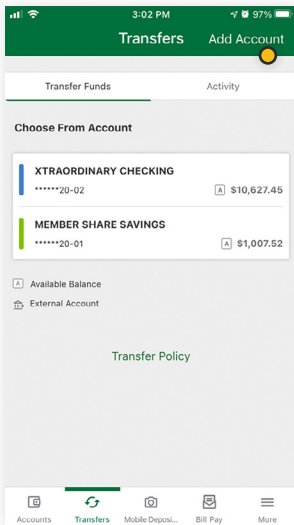 3:02 PM
97%
Transfers
Add Account
Transfer Funds
Activity
Choose From Account
XTRAORDINARY CHECKING
******20-02
A $10,627.45
MEMBER SHARE SAVINGS
******20-01
A $1,007.52
A Available Balance
External Account
Transfer Policy
Accounts
Transfers
Mobile Deposi...
Bill Pay
More